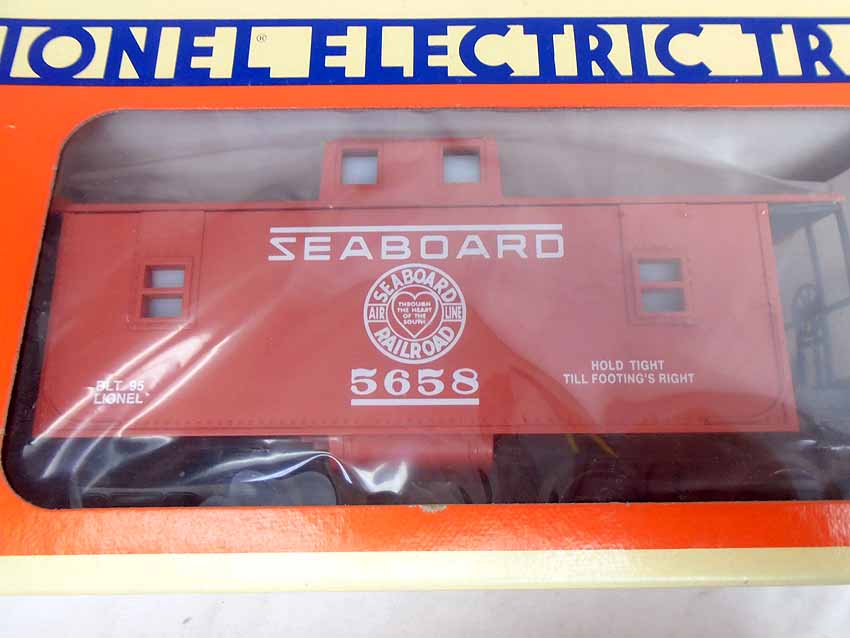 IONEL® ELECTRIC TR
SEABOARD
SEABOARD
AIR LINE
RAILROAD
THROUGH
THE HEART
OF THE
SOUTH
5658
BLT. 95
LIONEL
HOLD TIGHT
TILL FOOTING'S RIGHT